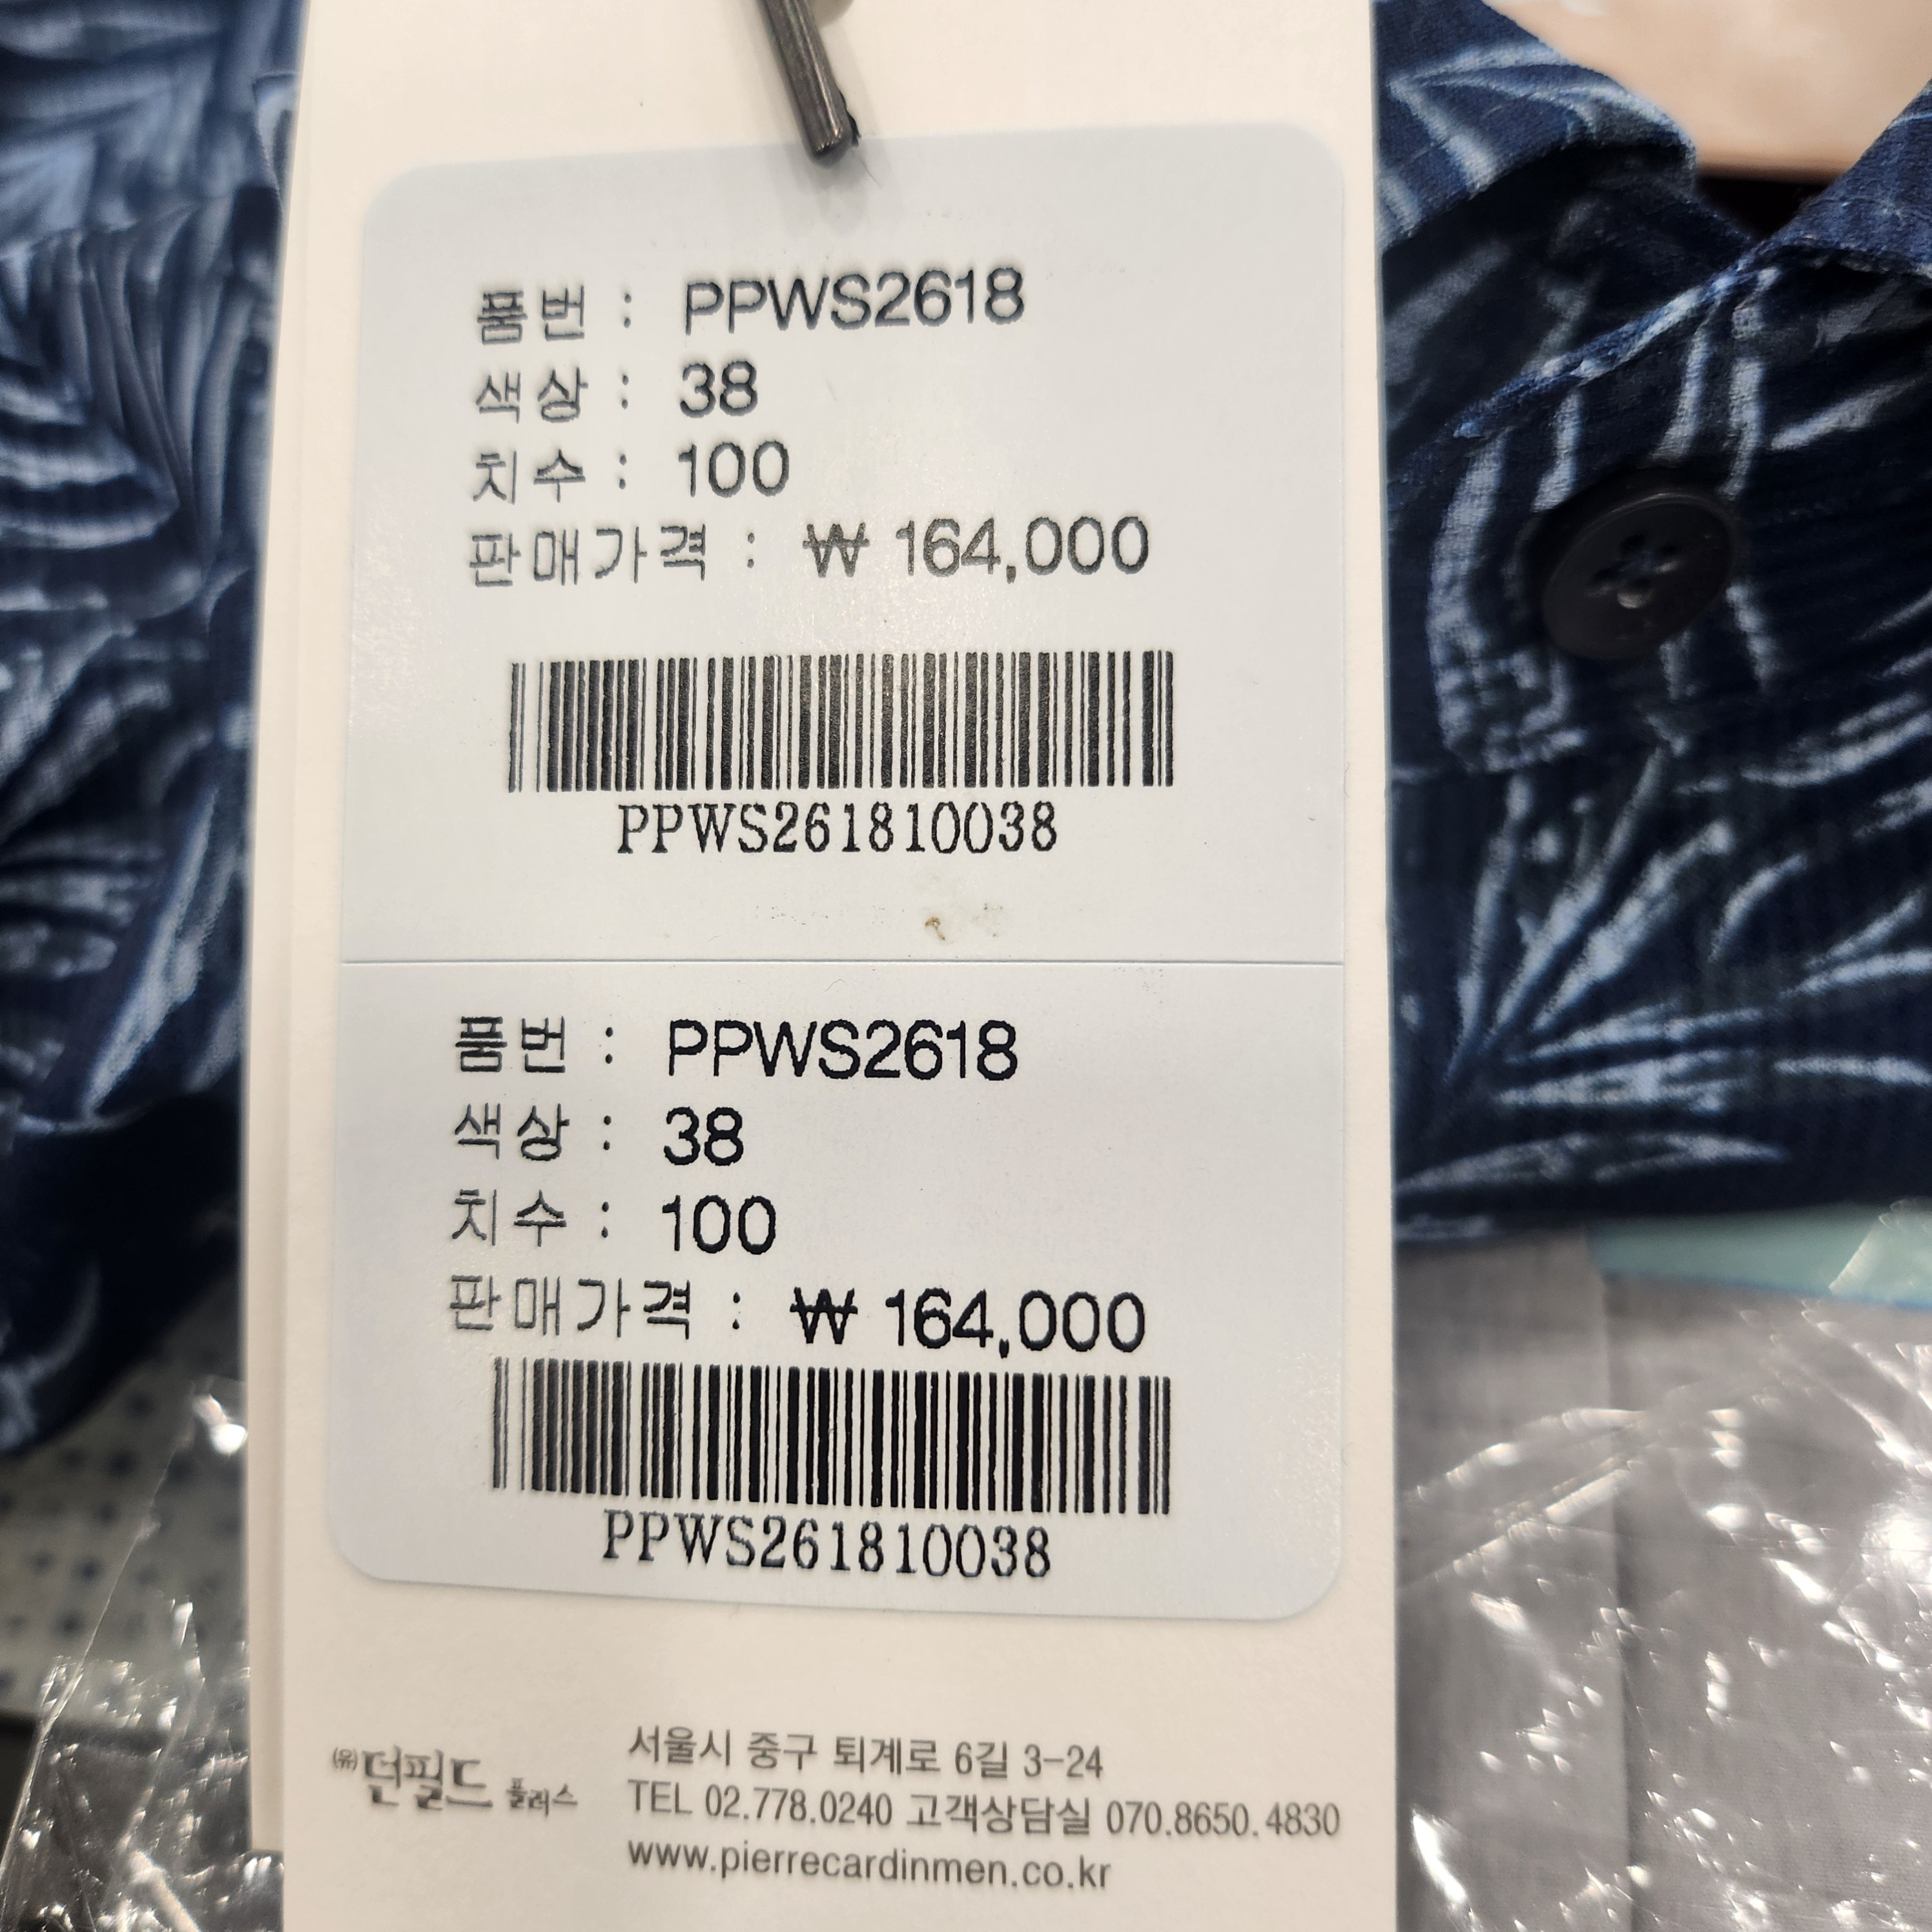 품번 : PPWS2618
색상 : 38
치수 : 100
판매가격 : ₩ 164,000
PPWS261810038
품번 : PPWS2618
색상 : 38
치수 : 100
판매가격 : ₩ 164,000
PPWS261810038
㈲던필드 플러스
서울시 중구 퇴계로 6길 3-24
TEL 02.778.0240 고객상담실 070.8650.4830
www.pierrecardinmen.co.kr